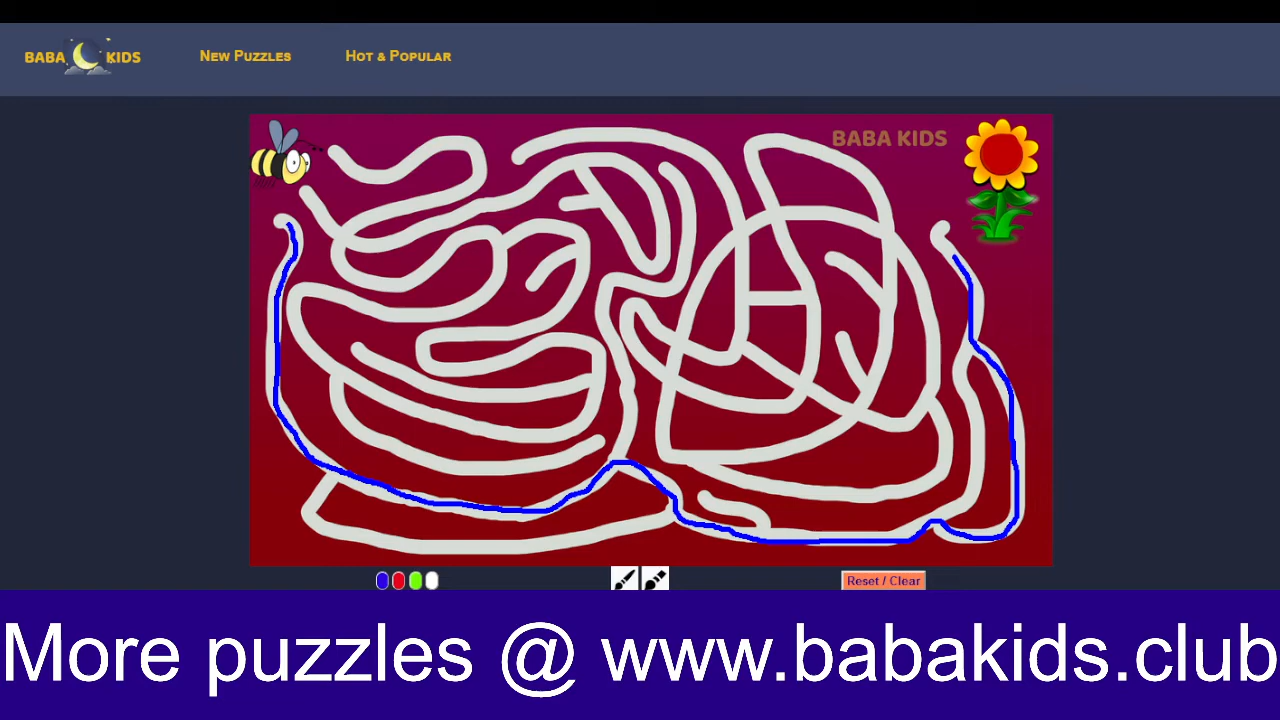 BABA KIDS
New Puzzles
Hot & Popular
BABA KIDS
Reset / Clear
More puzzles @ www.babakids.club